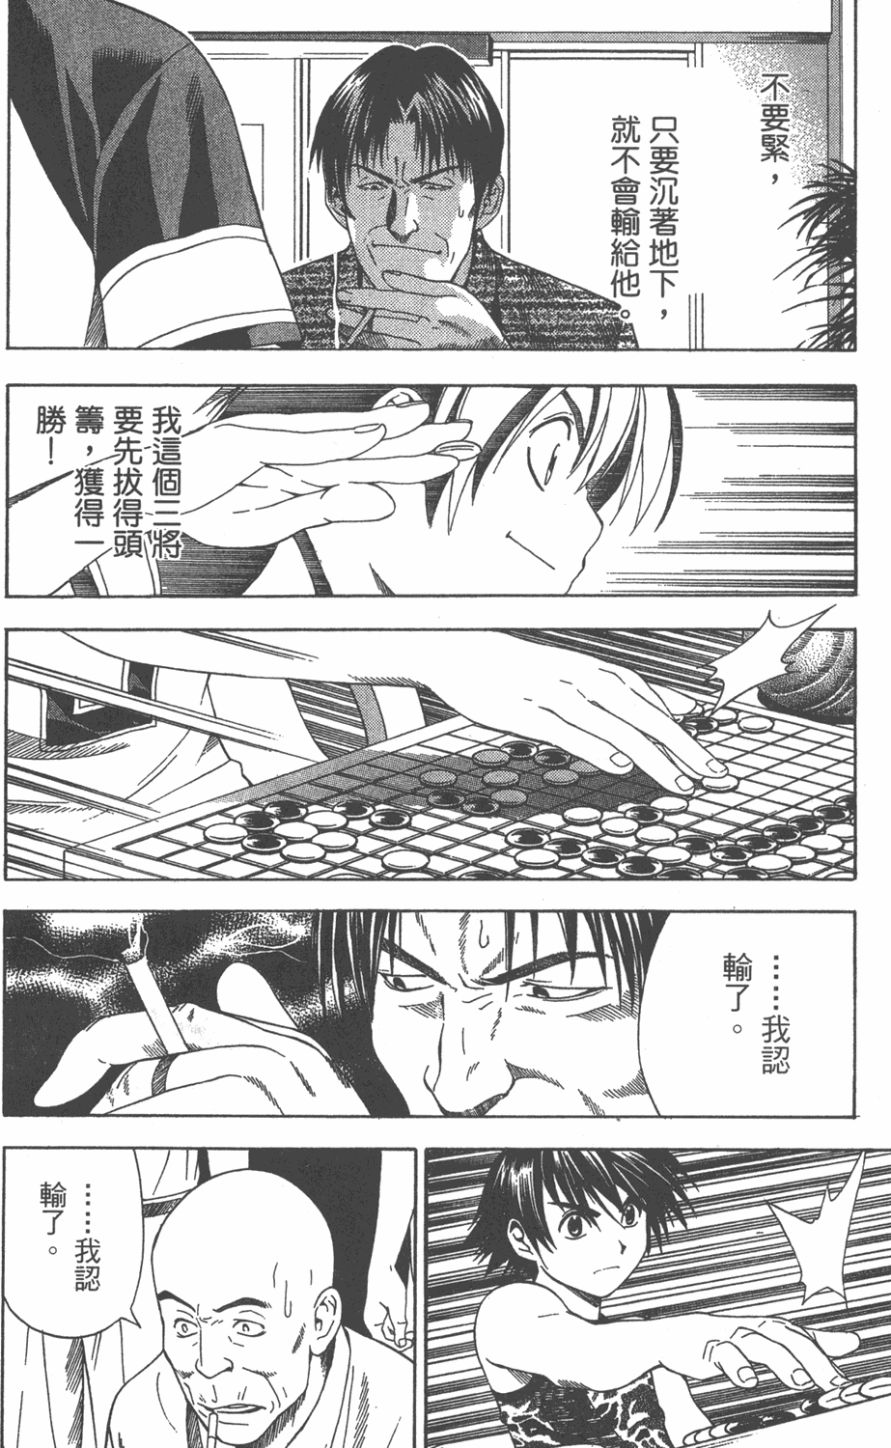 不要緊，
只要沉著地下，
就不會輸給他。
我這個三將
要先拔得頭
籌，獲得一
勝！
……我認
輸了。
……我認
輸了。